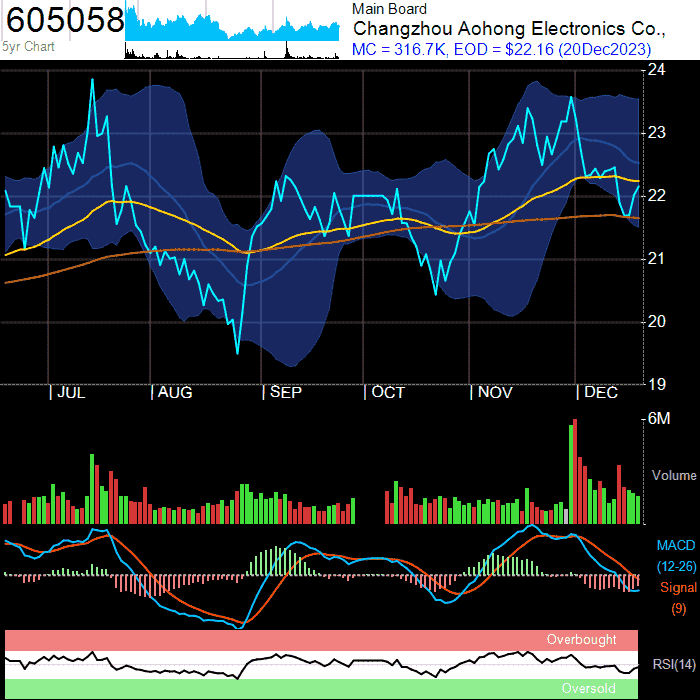 605058
5yr Chart
Main Board
Changzhou Aohong Electronics Co.,
MC = 316.7K, EOD = $22.16 (20Dec2023)
24
23
22
21
20
19
| JUL | AUG | SEP | OCT | NOV | DEC
6M
Volume
MACD
(12-26)
Signal
(9)
Overbought
RSI(14)
Oversold